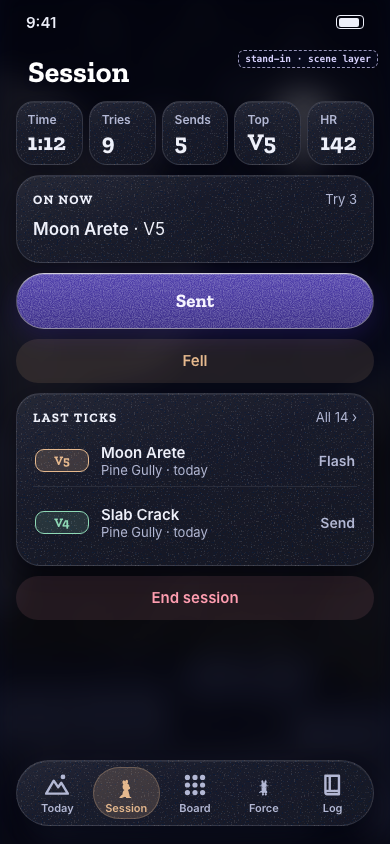 9:41
stand-in · scene layer
Session
Time
1:12
Tries
9
Sends
5
Top
V5
HR
142
ON NOW
Try 3
Moon Arete · V5
Sent
Fell
LAST TICKS
All 14 ›
V5
Moon Arete
Pine Gully · today
Flash
V4
Slab Crack
Pine Gully · today
Send
End session
Today
Session
Board
Force
Log